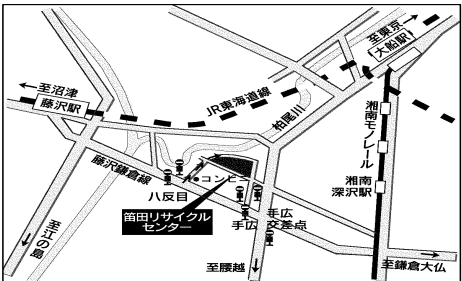 至東京
大船駅
至沼津
藤沢駅
JR東海道線
柏尾川
湘南モノレール
湘南
深沢駅
藤沢鎌倉線
コンビニ
八反目
笛田リサイクル
センター
手広
手広
交差点
至江の島
至腰越
至鎌倉大仏